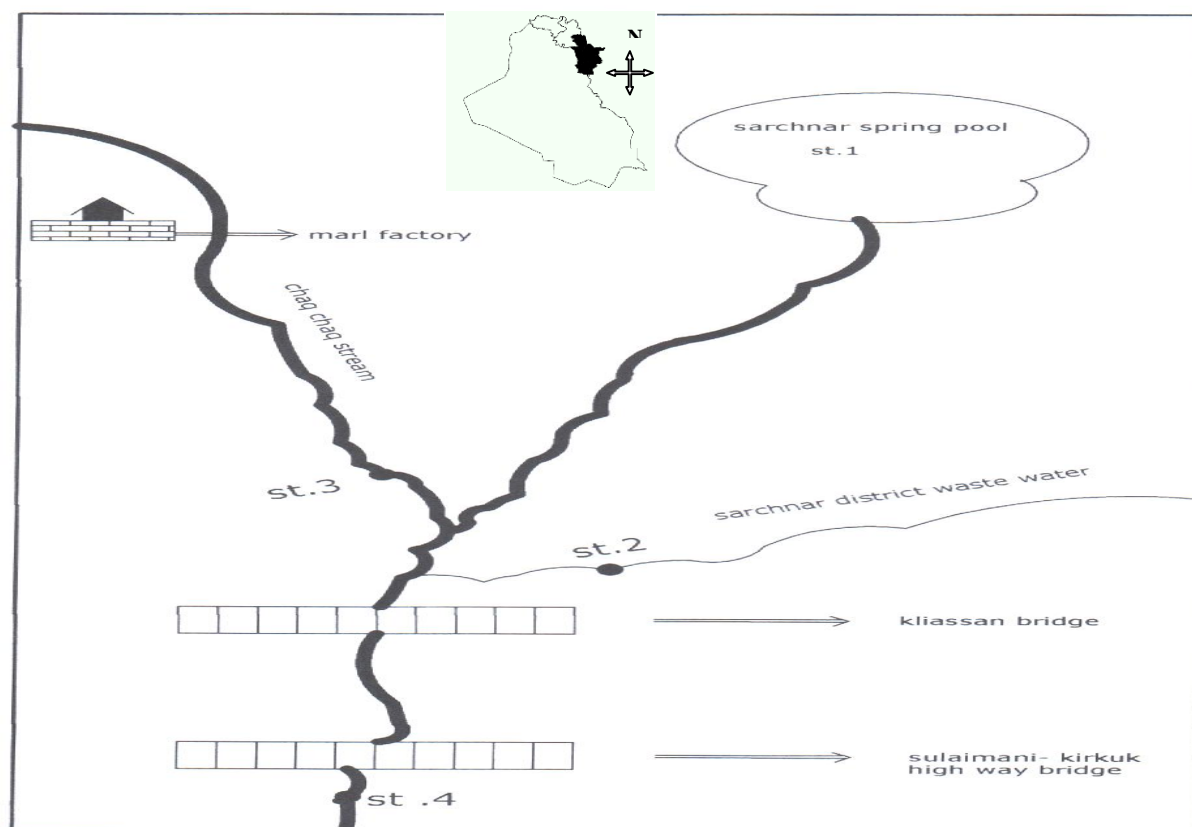 N
sarchnar spring pool
st.1
marl factory
chaq chaq stream
st.3
sarchnar district waste water
st.2
kliassan bridge
sulaimani- kirkuk
high way bridge
st .4